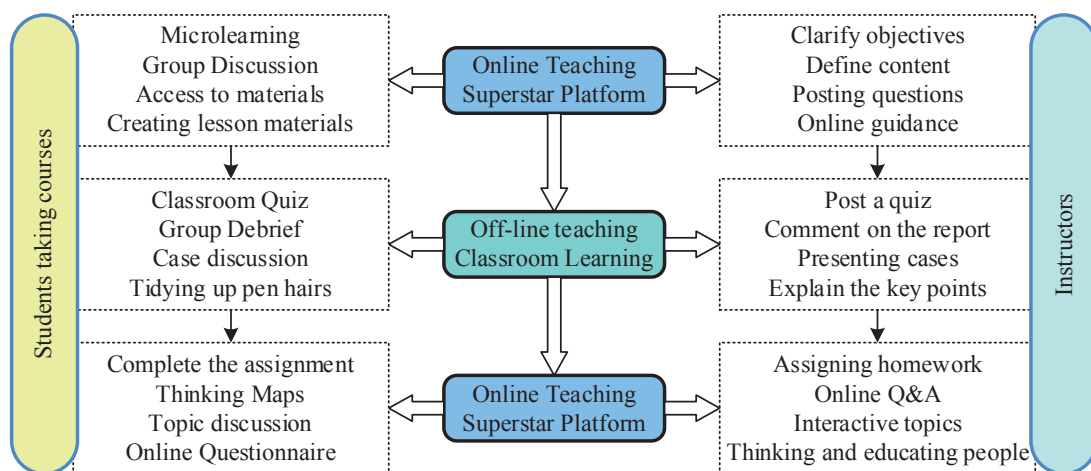 Students taking courses
Microlearning
Group Discussion
Access to materials
Creating lesson materials
Online Teaching
Superstar Platform
Clarify objectives
Define content
Posting questions
Online guidance
Classroom Quiz
Group Debrief
Case discussion
Tidying up pen hairs
Off-line teaching
Classroom Learning
Post a quiz
Comment on the report
Presenting cases
Explain the key points
Complete the assignment
Thinking Maps
Topic discussion
Online Questionnaire
Online Teaching
Superstar Platform
Assigning homework
Online Q&A
Interactive topics
Thinking and educating people
Instructors